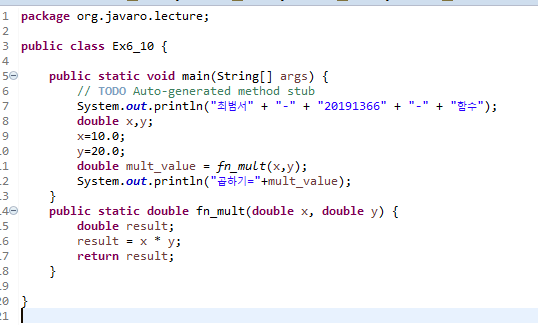 1 package org.javaro.lecture;
2
3 public class Ex6_10 {
4
5 public static void main(String[] args) {
6 // TODO Auto-generated method stub
7 System.out.println("최범서" + "-" + "20191366" + "-" + "함수");
8 double x,y;
9 x=10.0;
10 y=20.0;
11 double mult_value = fn_mult(x,y);
12 System.out.println("곱하기="+mult_value);
13 }
14 public static double fn_mult(double x, double y) {
15 double result;
16 result = x * y;
17 return result;
18 }
19
20 }
21